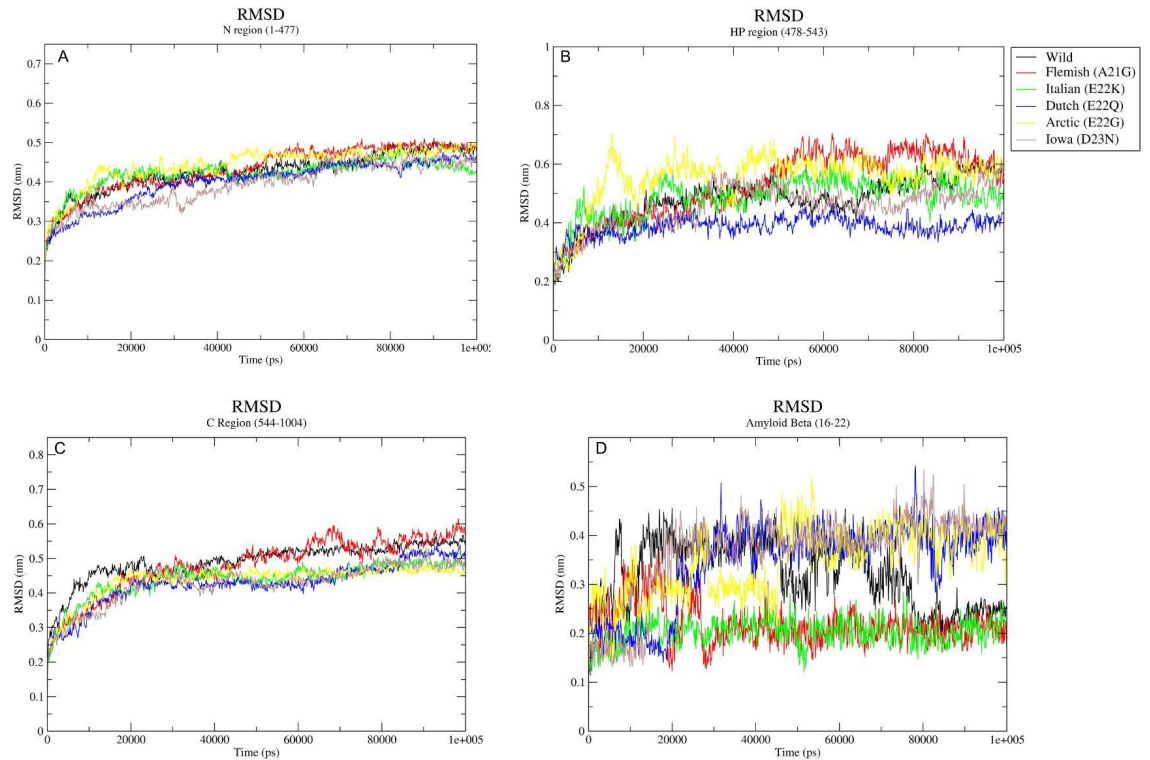 RMSD
N region (1-477)
A
0.7
0.6
0.5
0.4
0.3
0.2
0.1
0
RMSD (nm)
0
20000
40000
60000
80000
1e+005
Time (ps)
RMSD
HP region (478-543)
B
1
0.8
0.6
0.4
0.2
0
RMSD (nm)
0
20000
40000
60000
80000
1e+005
Time (ps)
Wild
Flemish (A21G)
Italian (E22K)
Dutch (E22Q)
Arctic (E22G)
Iowa (D23N)
RMSD
C Region (544-1004)
C
0.8
0.7
0.6
0.5
0.4
0.3
0.2
0.1
0
RMSD (nm)
0
20000
40000
60000
80000
1e+005
Time (ps)
RMSD
Amyloid Beta (16-22)
D
0.5
0.4
0.3
0.2
0.1
0
RMSD (nm)
0
20000
40000
60000
80000
1e+005
Time (ps)